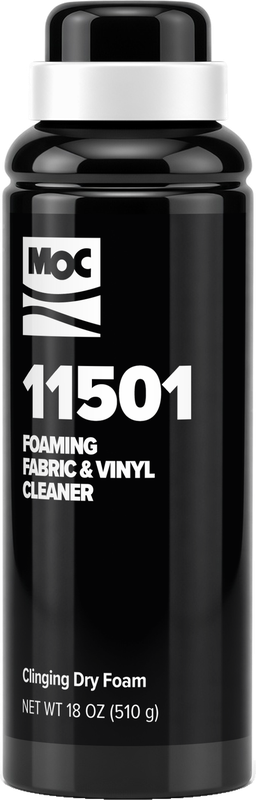 MOC
11501
FOAMING
FABRIC & VINYL
CLEANER
Clinging Dry Foam
NET WT 18 OZ (510 g)